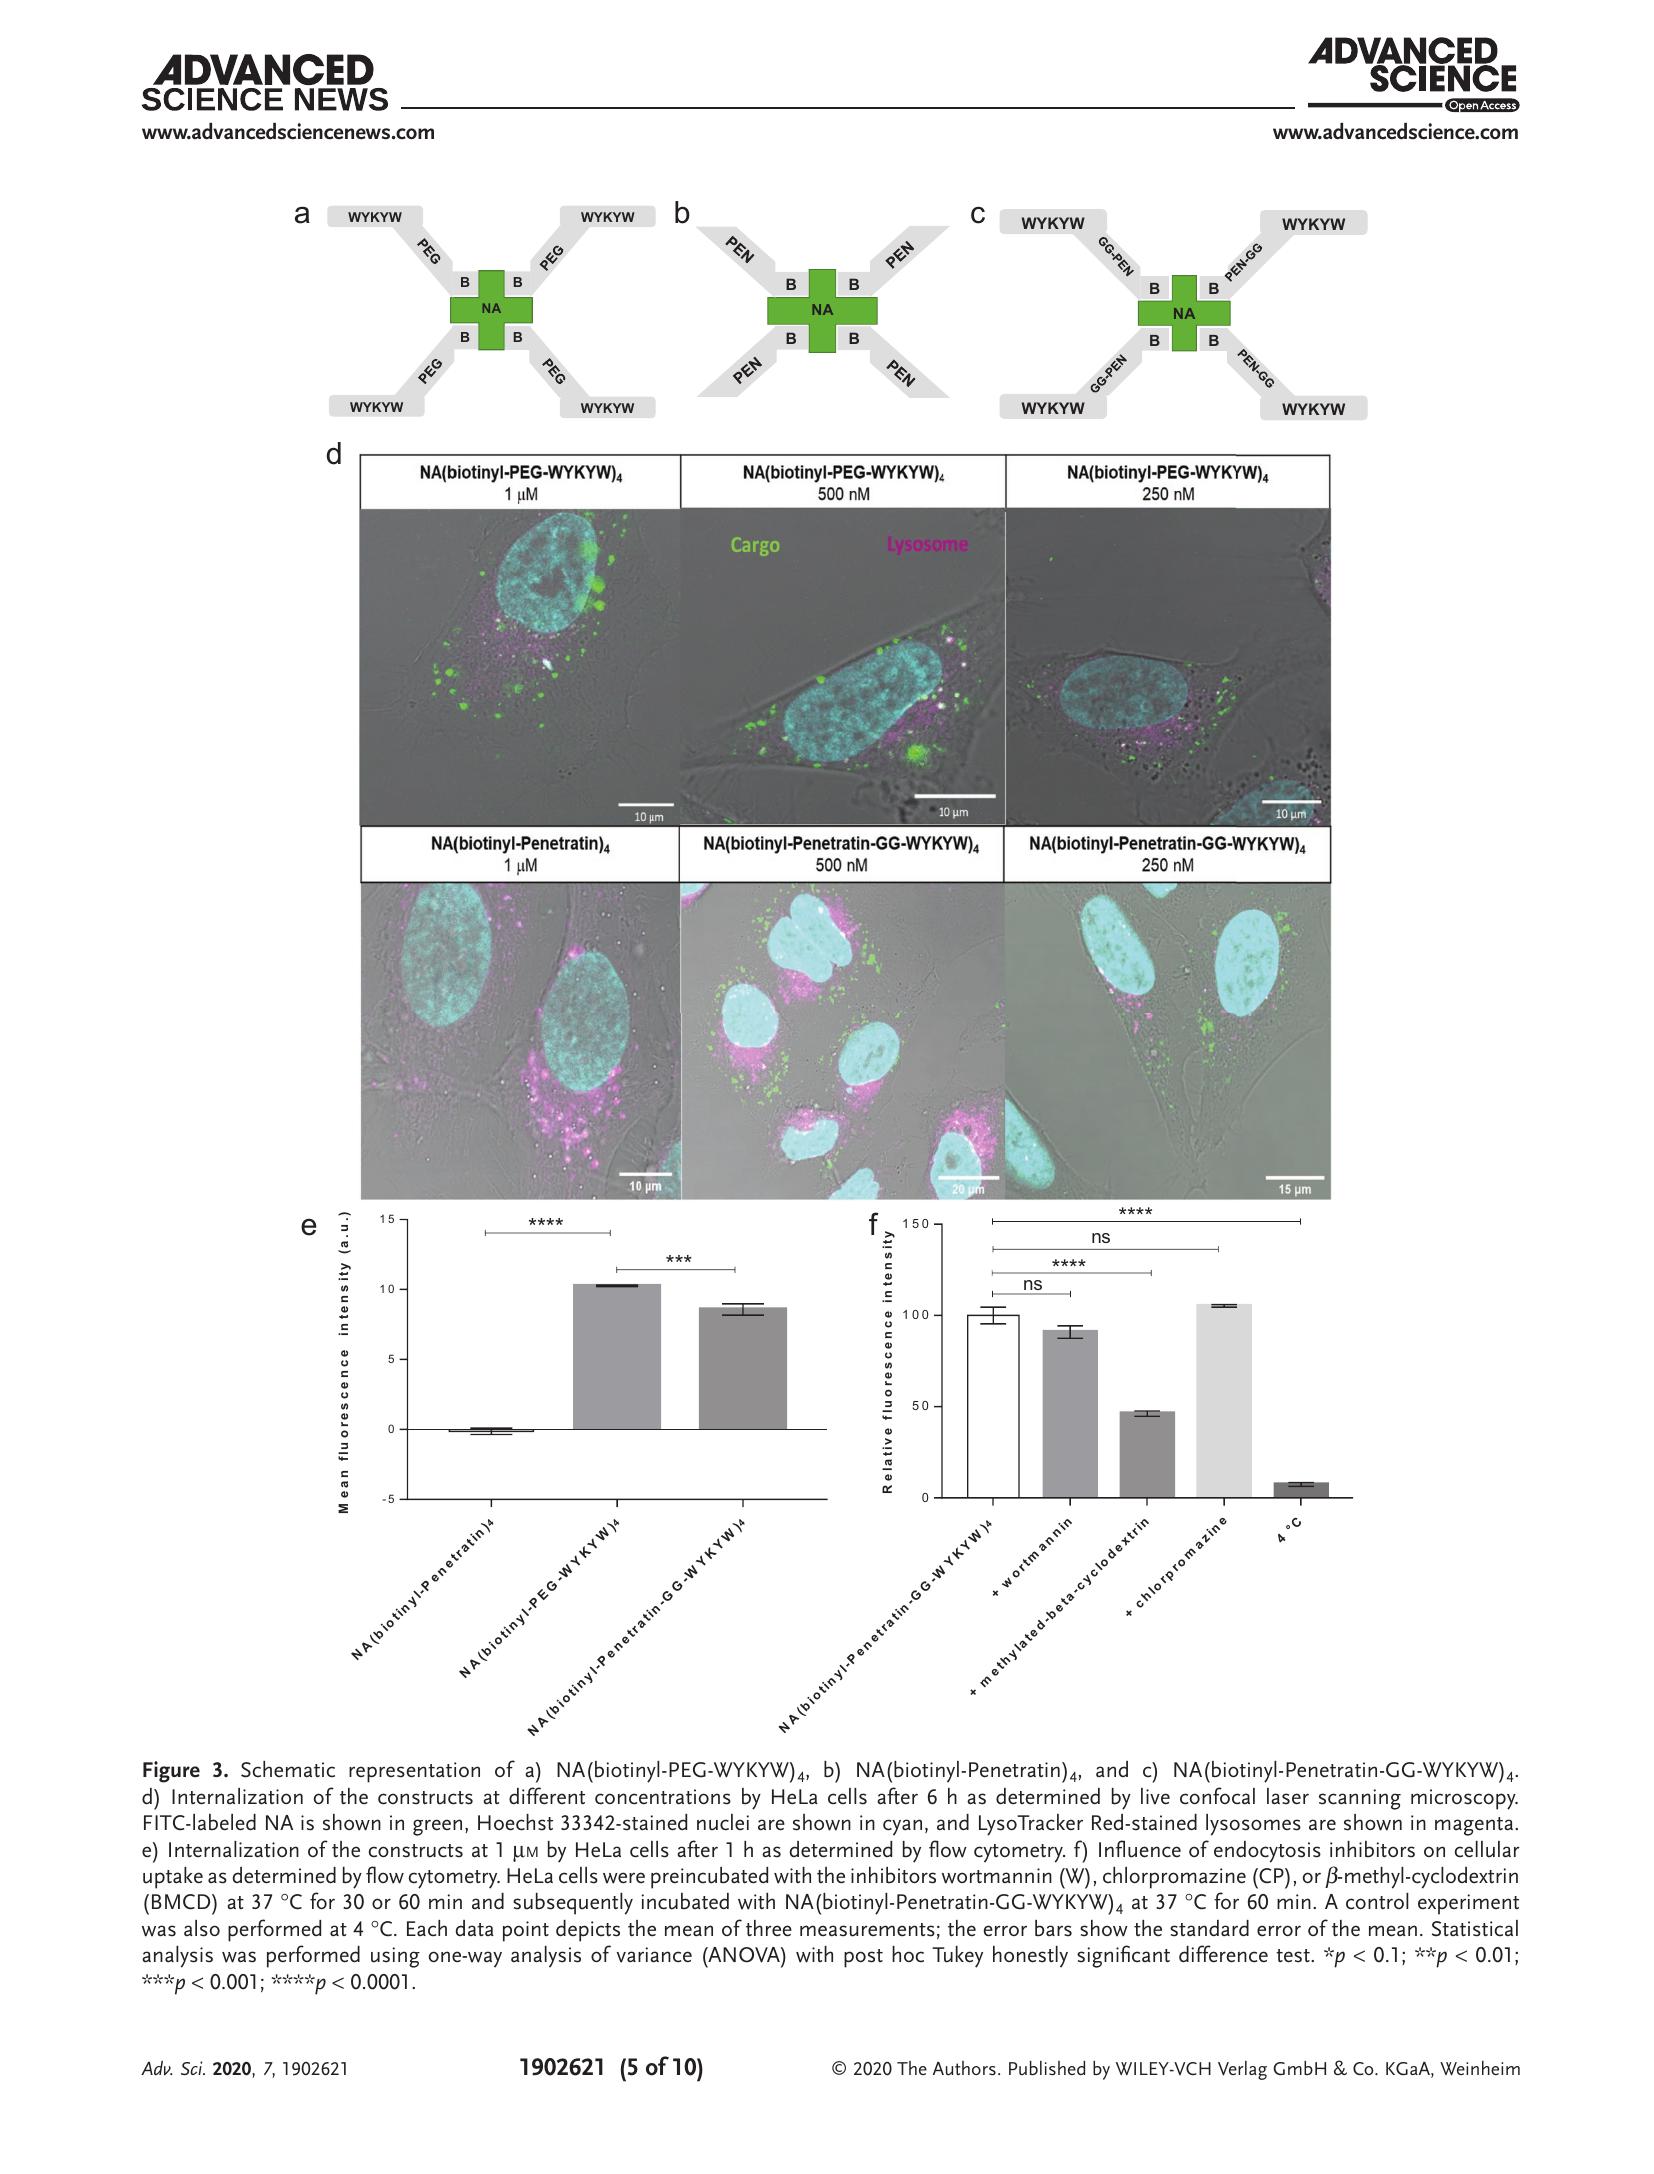 ADVANCED
SCIENCE NEWS
www.advancedsciencenews.com
ADVANCED
SCIENCE
Open Access
www.advancedscience.com
a
WYKYW
WYKYW
PEG
PEG
B
B
NA
B
B
PEG
PEG
WYKYW
WYKYW
b
PEN
PEN
B
B
NA
B
B
PEN
PEN
c
WYKYW
WYKYW
GG-PEN
PEN-GG
B
B
NA
B
B
GG-PEN
PEN-GG
WYKYW
WYKYW
d
NA(biotinyl-PEG-WYKYW)4
1 µM
NA(biotinyl-PEG-WYKYW)4
500 nM
NA(biotinyl-PEG-WYKYW)4
250 nM
Cargo
Lysosome
10 µm
10 µm
10 µm
NA(biotinyl-Penetratin)4
1 µM
NA(biotinyl-Penetratin-GG-WYKYW)4
500 nM
NA(biotinyl-Penetratin-GG-WYKYW)4
250 nM
10 µm
20 µm
15 µm
e
Mean fluorescence intensity (a.u.)
15
10
5
0
-5
****
***
NA(biotinyl-Penetratin)4
NA(biotinyl-PEG-WYKYW)4
NA(biotinyl-Penetratin-GG-WYKYW)4
f
Relative fluorescence intensity
150
100
50
0
****
ns
****
ns
NA(biotinyl-Penetratin-GG-WYKYW)4
+ wortmannin
+ methylated-beta-cyclodextrin
+ chlorpromazine
4 °C
Figure 3. Schematic representation of a) NA(biotinyl-PEG-WYKYW)4, b) NA(biotinyl-Penetratin)4, and c) NA(biotinyl-Penetratin-GG-WYKYW)4.
d) Internalization of the constructs at different concentrations by HeLa cells after 6 h as determined by live confocal laser scanning microscopy.
FITC-labeled NA is shown in green, Hoechst 33342-stained nuclei are shown in cyan, and LysoTracker Red-stained lysosomes are shown in magenta.
e) Internalization of the constructs at 1 µM by HeLa cells after 1 h as determined by flow cytometry. f) Influence of endocytosis inhibitors on cellular
uptake as determined by flow cytometry. HeLa cells were preincubated with the inhibitors wortmannin (W), chlorpromazine (CP), or β-methyl-cyclodextrin
(BMCD) at 37 °C for 30 or 60 min and subsequently incubated with NA(biotinyl-Penetratin-GG-WYKYW)4 at 37 °C for 60 min. A control experiment
was also performed at 4 °C. Each data point depicts the mean of three measurements; the error bars show the standard error of the mean. Statistical
analysis was performed using one-way analysis of variance (ANOVA) with post hoc Tukey honestly significant difference test. *p < 0.1; **p < 0.01;
***p < 0.001; ****p < 0.0001.
Adv. Sci. 2020, 7, 1902621
1902621 (5 of 10)
© 2020 The Authors. Published by WILEY-VCH Verlag GmbH & Co. KGaA, Weinheim